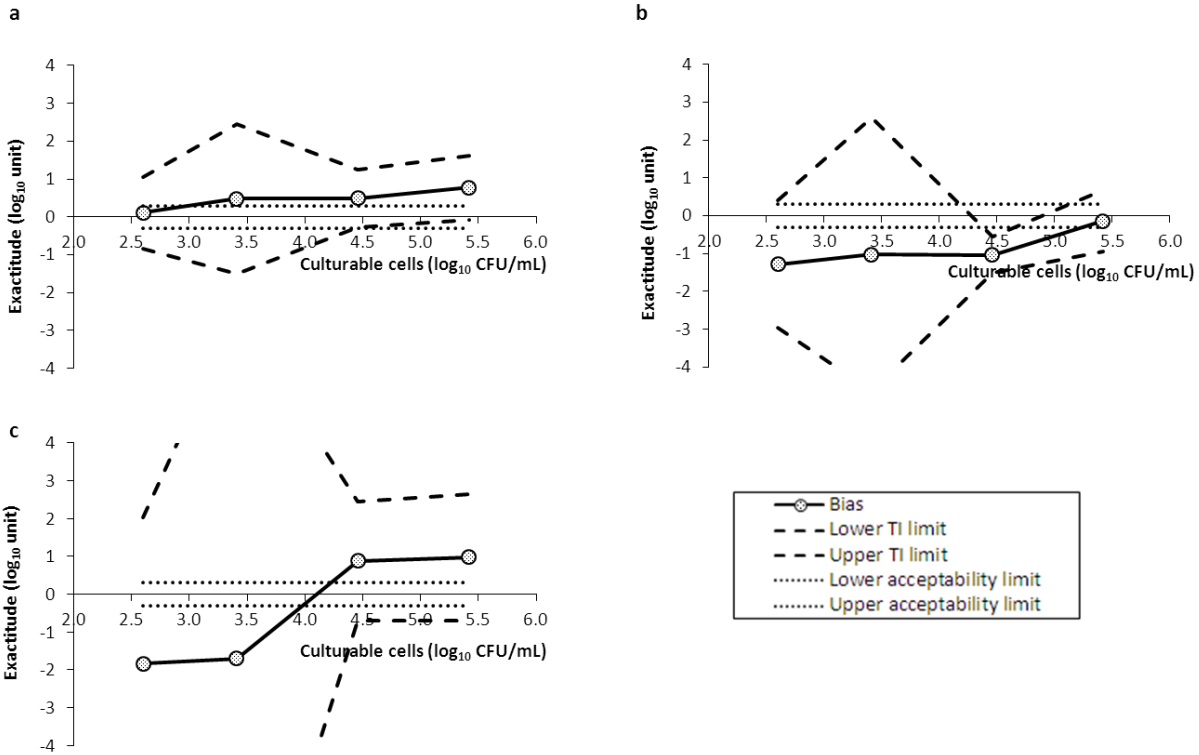 a
4
3
2
1
0
-1
-2
-3
-4
2.0 2.5 3.0 3.5 4.0 4.5 5.0 5.5 6.0
Exactitude (log10 unit)
Culturable cells (log10 CFU/mL)
b
4
3
2
1
0
-1
-2
-3
-4
2.0 2.5 3.0 3.5 4.0 4.5 5.0 5.5 6.0
Exactitude (log10 unit)
Culturable cells (log10 CFU/mL)
c
4
3
2
1
0
-1
-2
-3
-4
2.0 2.5 3.0 3.5 4.0 4.5 5.0 5.5 6.0
Exactitude (log10 unit)
Culturable cells (log10 CFU/mL)
Bias
Lower TI limit
Upper TI limit
Lower acceptability limit
Upper acceptability limit